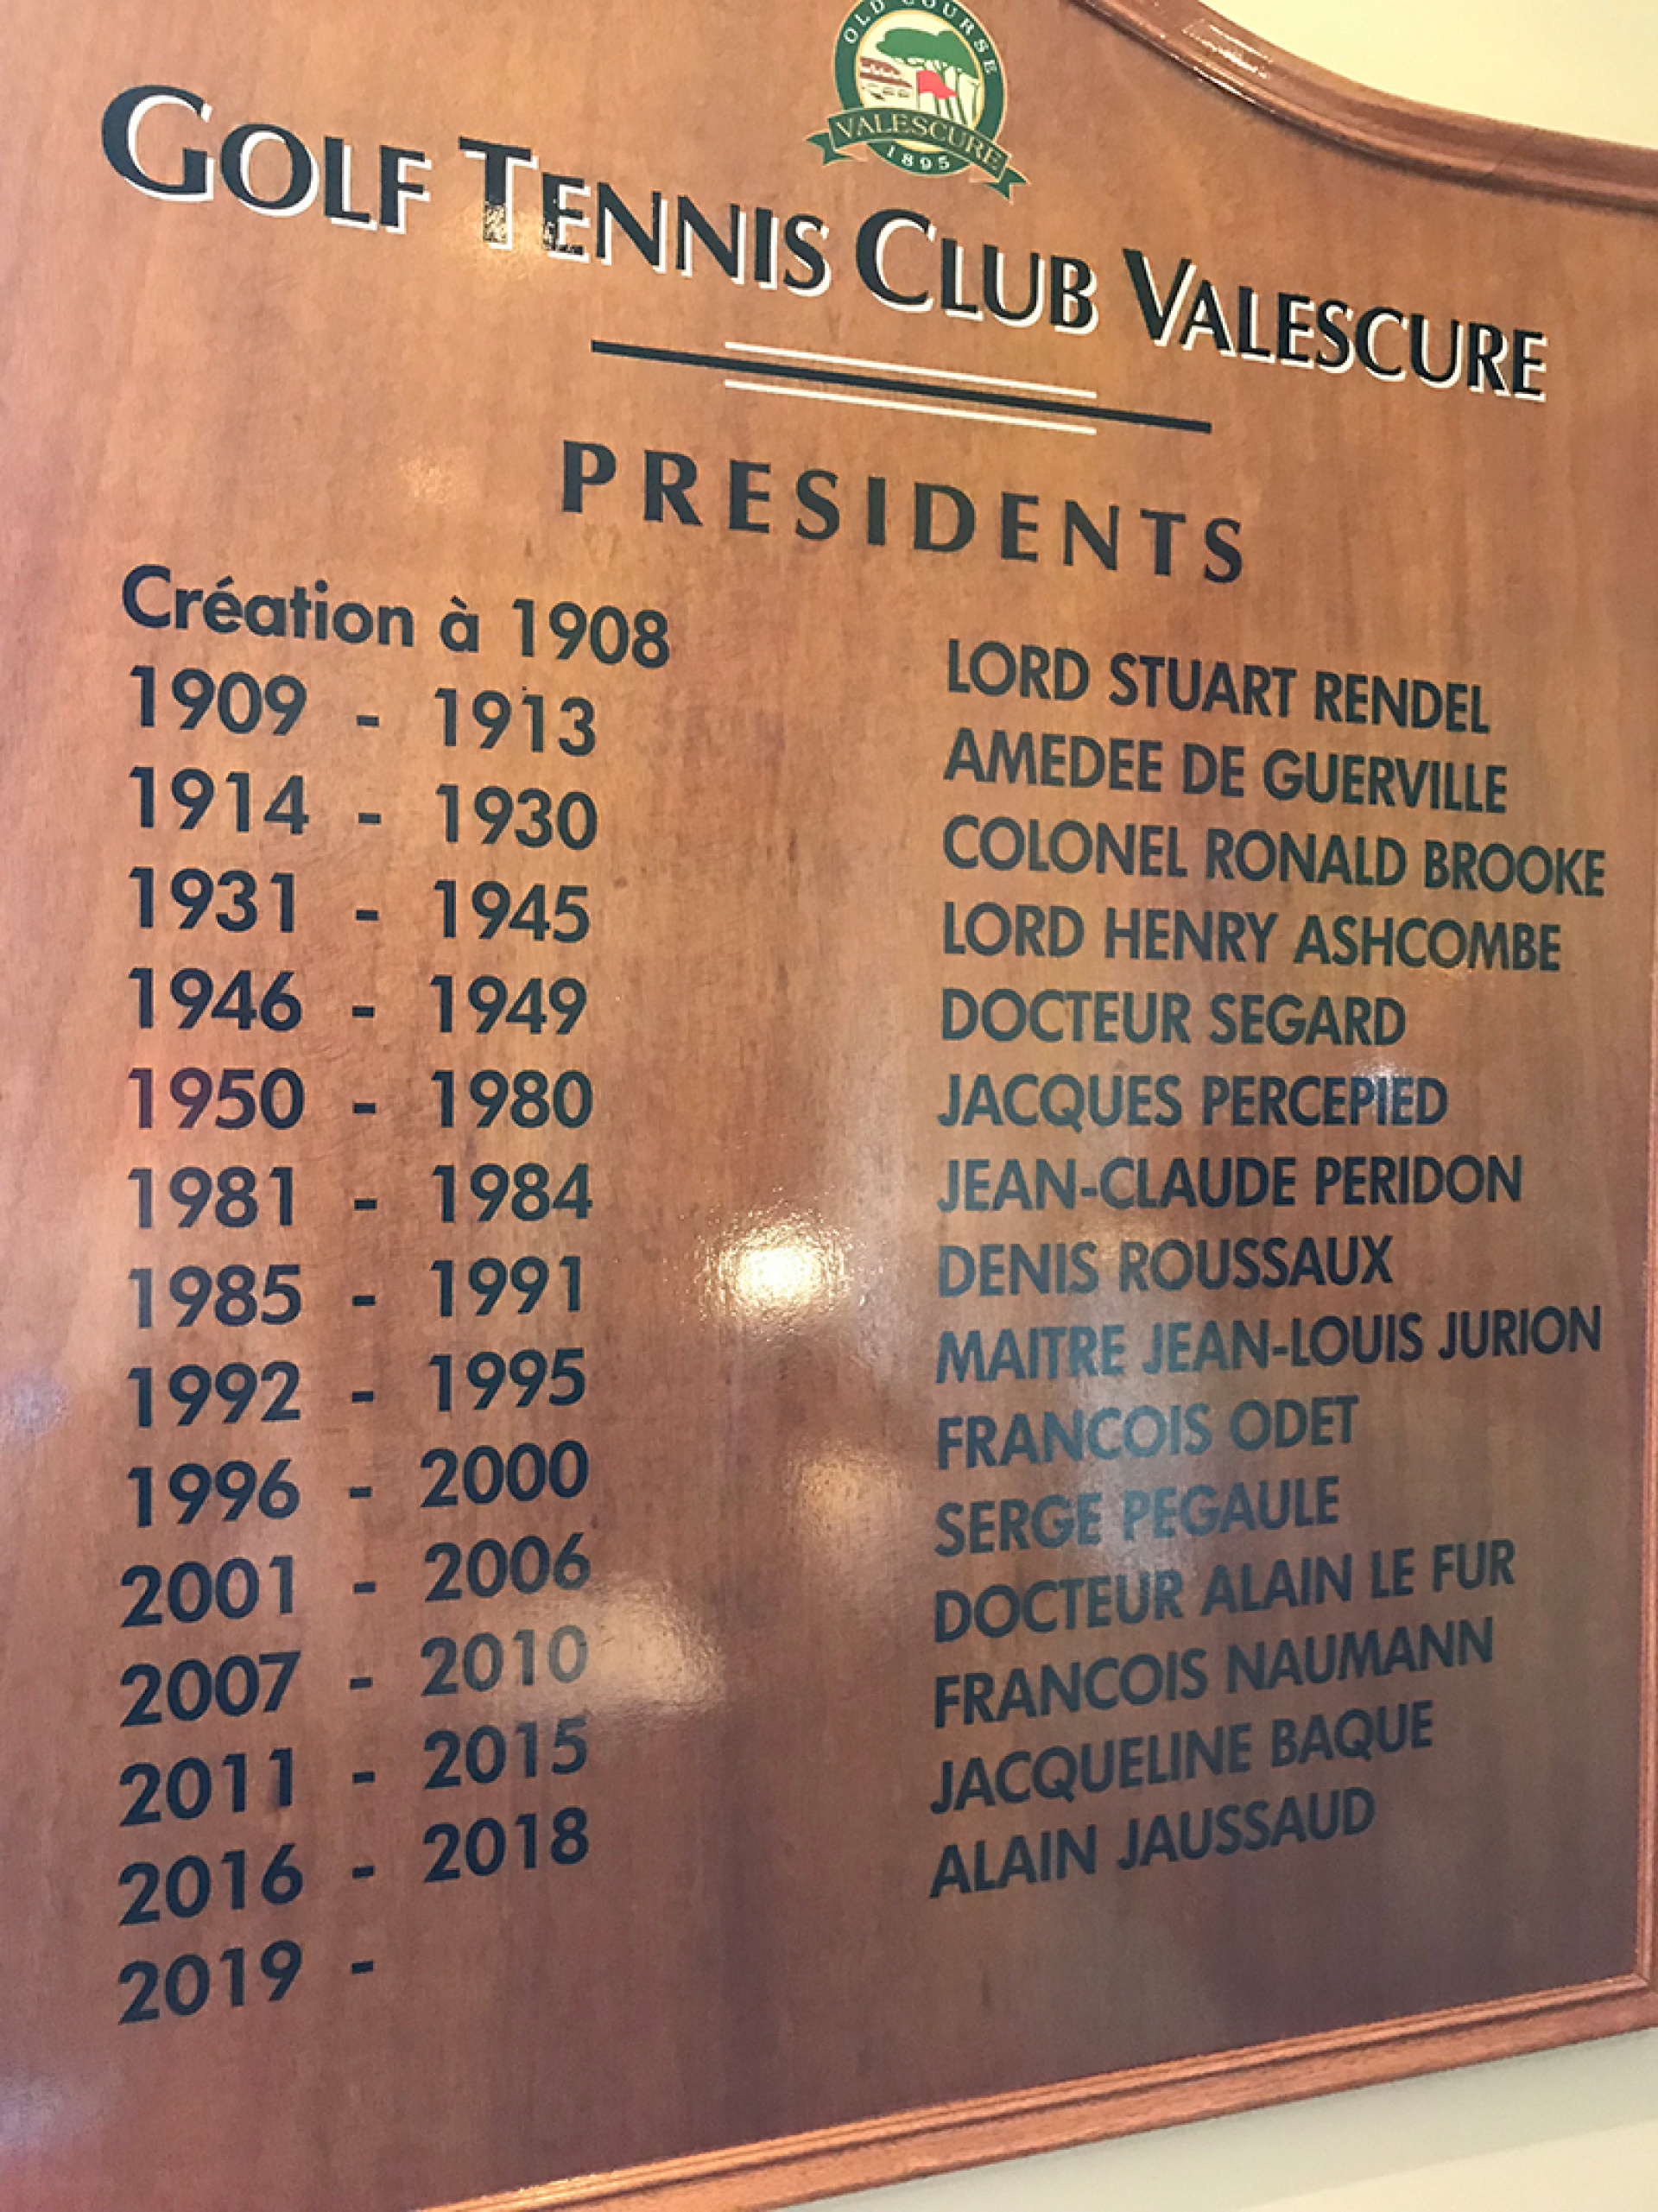 OLD COURSE
VALESCURE
1895
GOLF TENNIS CLUB VALESCURE
PRESIDENTS
Création à 1908 LORD STUART RENDEL
1909 - 1913 AMEDEE DE GUERVILLE
1914 - 1930 COLONEL RONALD BROOKE
1931 - 1945 LORD HENRY ASHCOMBE
1946 - 1949 DOCTEUR SEGARD
1950 - 1980 JACQUES PERCEPIED
1981 - 1984 JEAN-CLAUDE PERIDON
1985 - 1991 DENIS ROUSSAUX
1992 - 1995 MAITRE JEAN-LOUIS JURION
1996 - 2000 FRANCOIS ODET
2001 - 2006 SERGE PEGAULE
2007 - 2010 DOCTEUR ALAIN LE FUR
2011 - 2015 FRANCOIS NAUMANN
2016 - 2018 JACQUELINE BAQUE
2019 - ALAIN JAUSSAUD